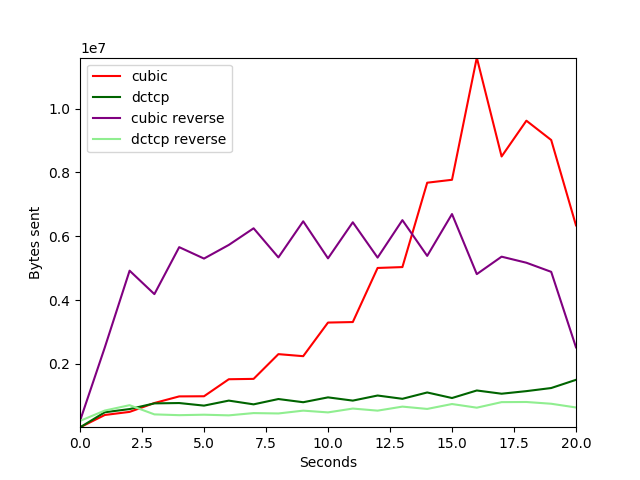 1e7
cubic
dctcp
cubic reverse
dctcp reverse
1.0
0.8
0.6
0.4
0.2
Bytes sent
0.0 2.5 5.0 7.5 10.0 12.5 15.0 17.5 20.0
Seconds